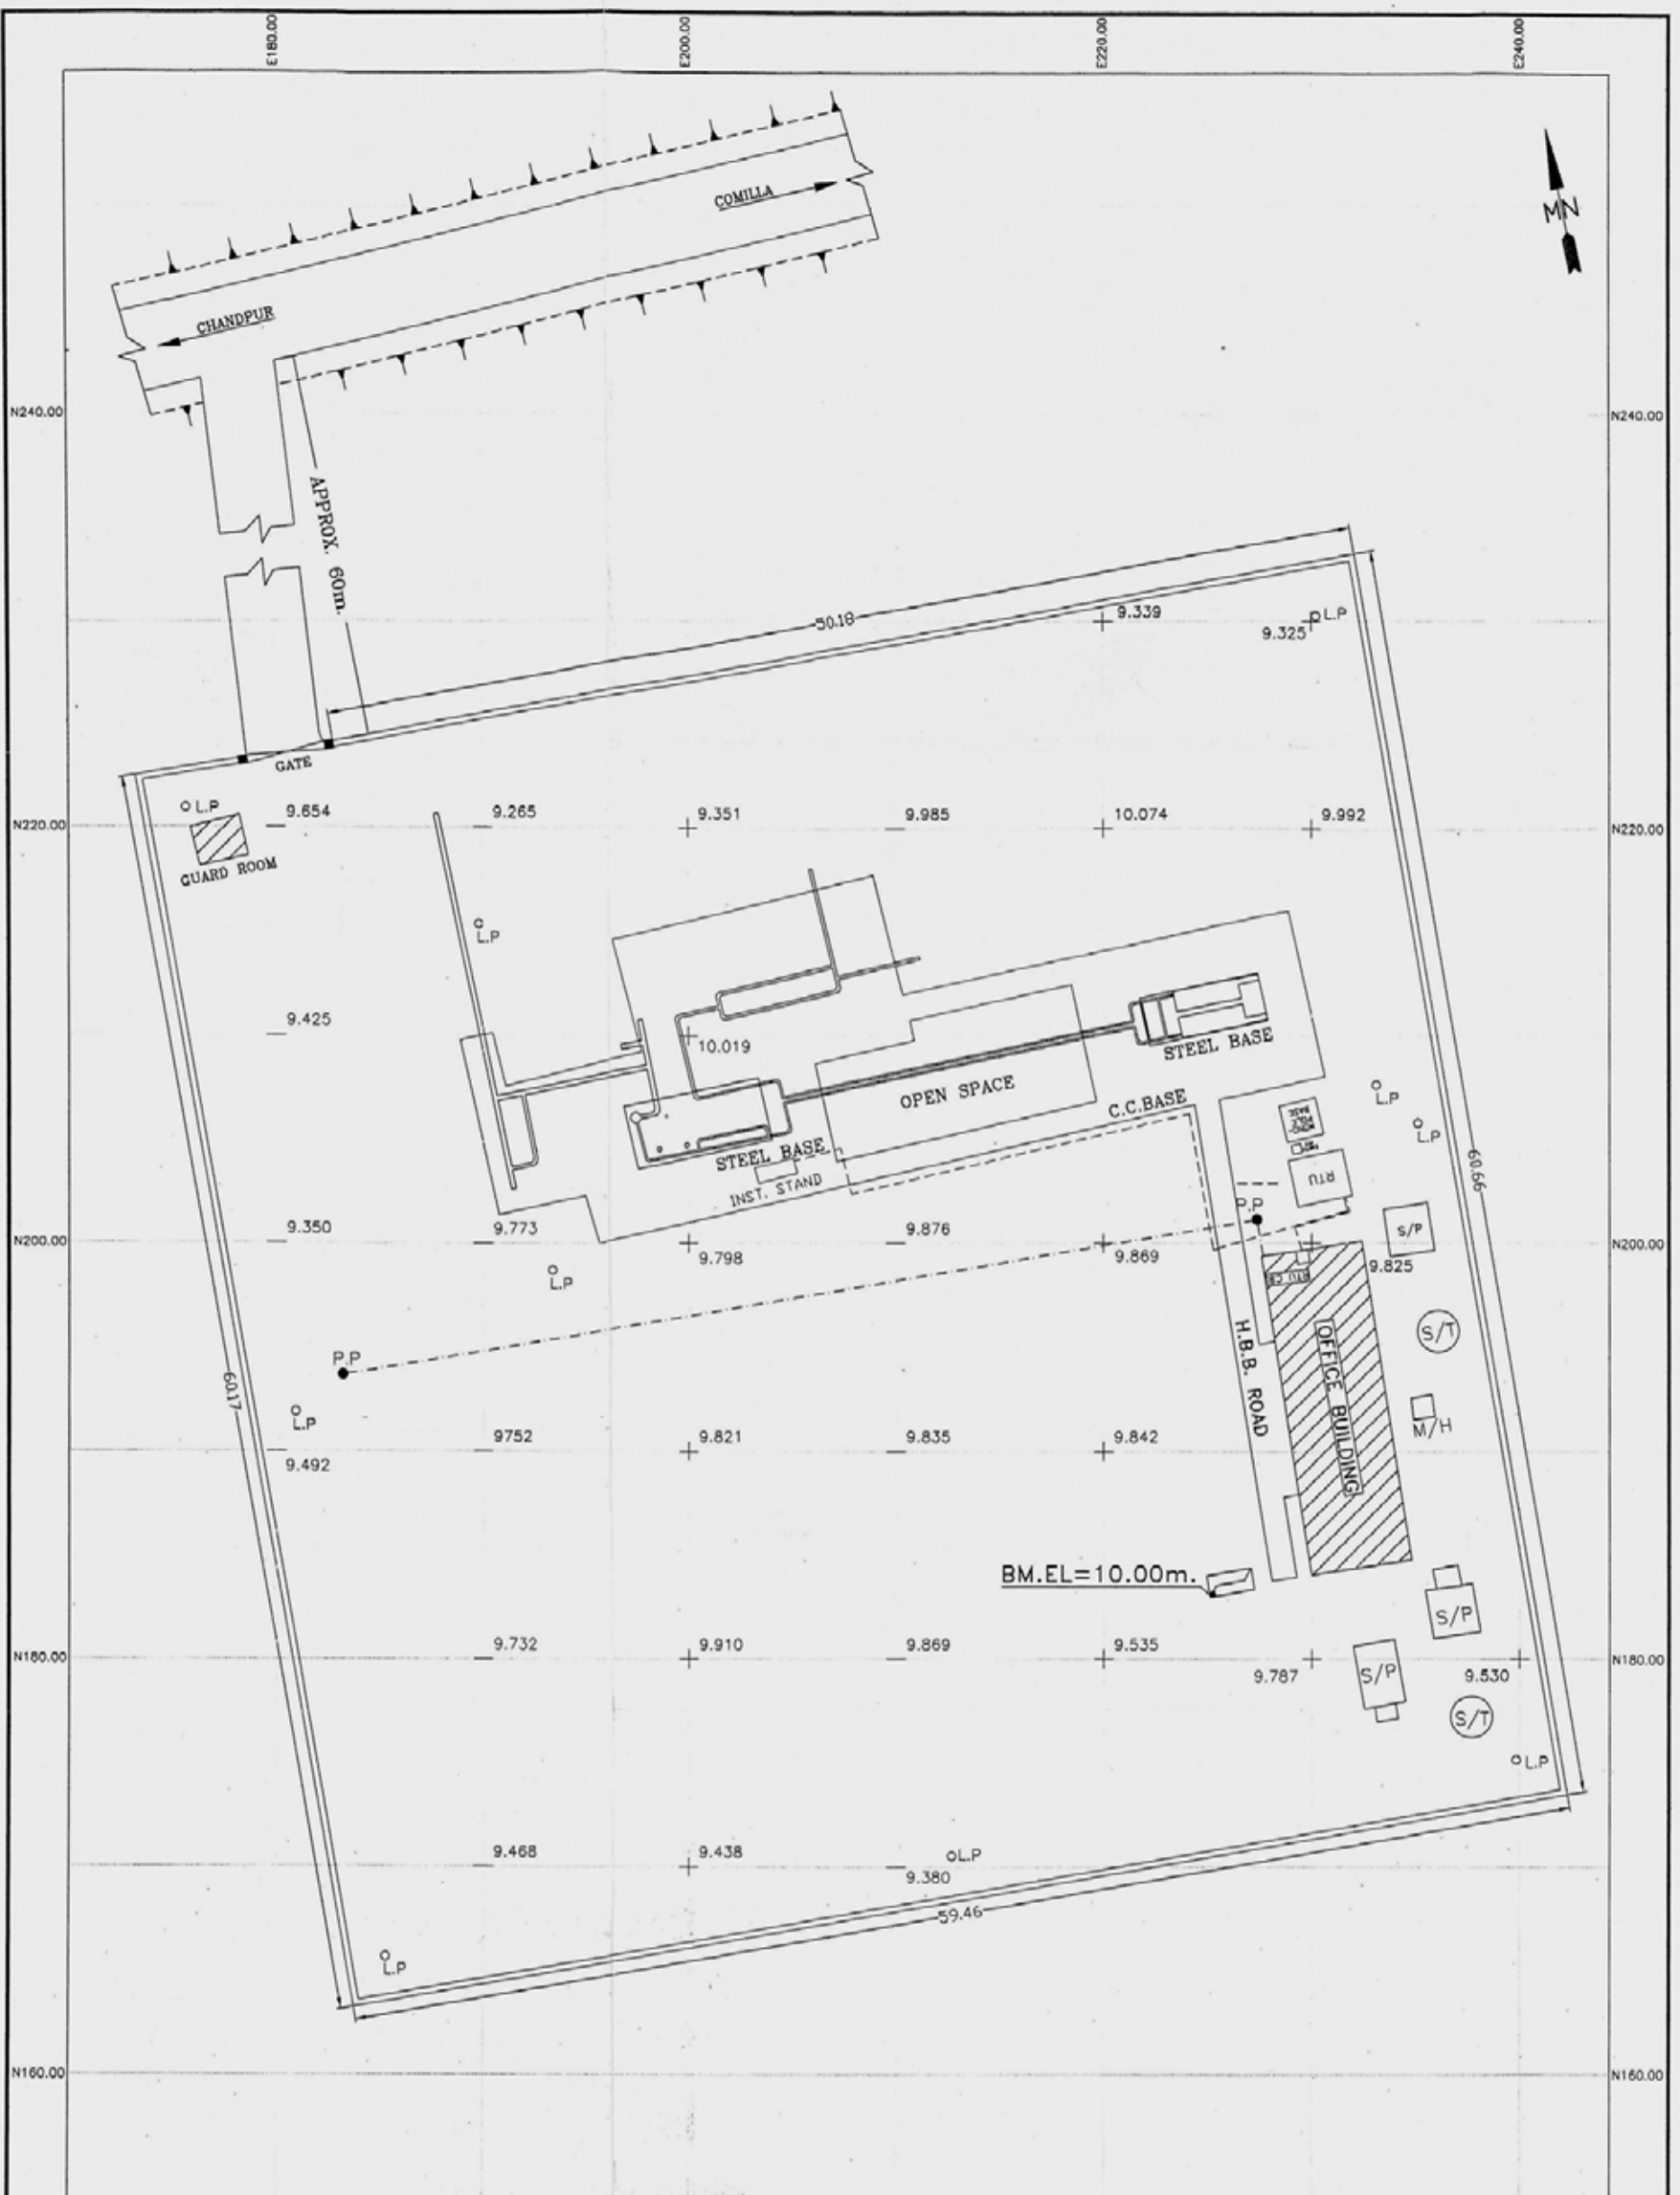 E180.00
E200.00
E220.00
E240.00
COMILLA
MN
CHANDPUR
N240.00
N240.00
APPROX. 60m.
50.18
9.339
9.325
L.P
GATE
L.P
9.654
9.265
9.351
9.985
10.074
9.992
N220.00
N220.00
GUARD ROOM
L.P
9.425
10.019
STEEL BASE
OPEN SPACE
C.C.BASE
L.P
L.P
STEEL BASE
INST. STAND
RTU
60.66
P.P
S/P
9.350
9.773
9.798
9.876
9.869
9.825
N200.00
N200.00
L.P
RTU CB
S/T
H.B.B. ROAD
OFFICE BUILDING
P.P
60.17
L.P
M/H
9752
9.821
9.835
9.842
9.492
BM.EL=10.00m.
S/P
9.732
9.910
9.869
9.535
9.787
S/P
9.530
N180.00
N180.00
S/T
L.P
9.468
9.438
L.P
9.380
59.46
L.P
N160.00
N160.00